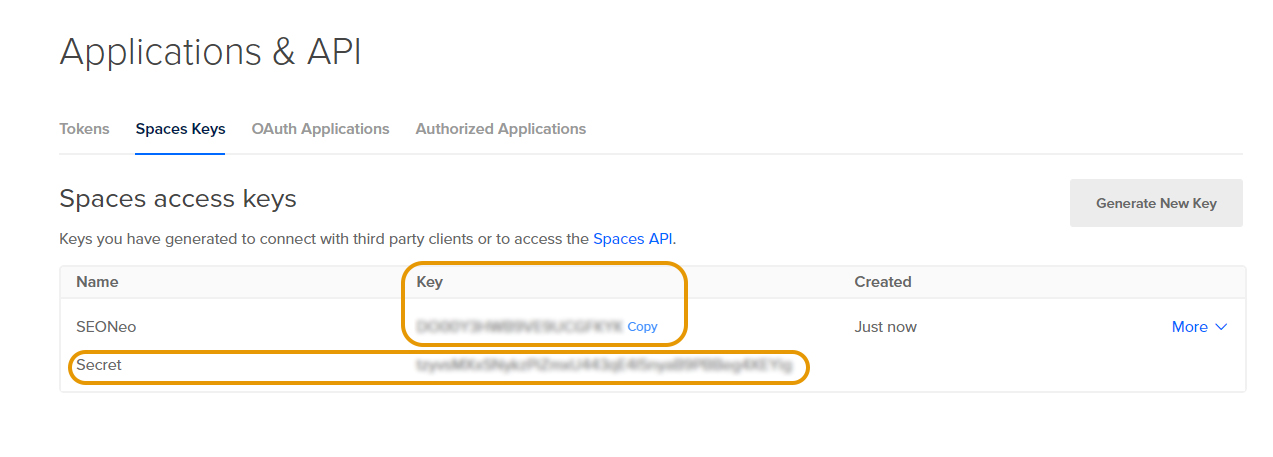 Applications & API
Tokens Spaces Keys OAuth Applications Authorized Applications
Spaces access keys
Generate New Key
Keys you have generated to connect with third party clients or to access the Spaces API.
Name Key Created
SEONeo Copy Just now More
Secret